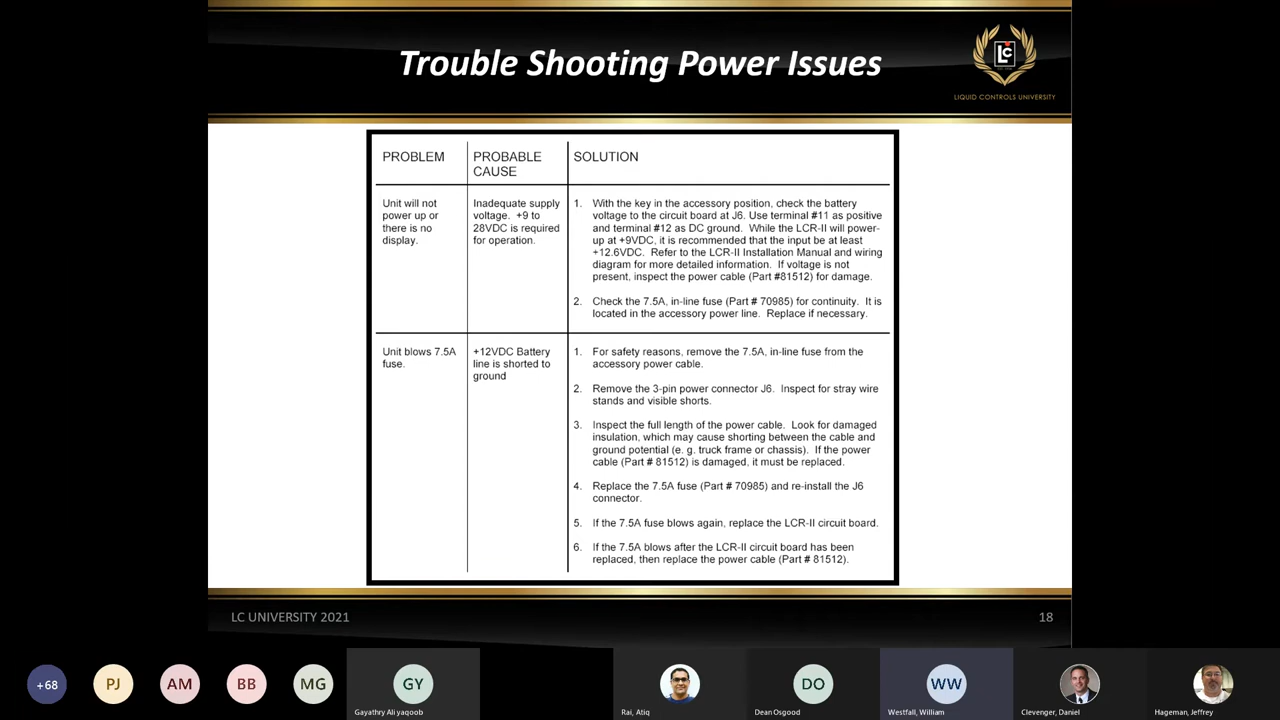 Trouble Shooting Power Issues
LC
LIQUID CONTROLS UNIVERSITY
PROBLEM
PROBABLE
CAUSE
SOLUTION
Unit will not
power up or
there is no
display.
Inadequate supply
voltage. +9 to
28VDC is required
for operation.
1. With the key in the accessory position, check the battery
voltage to the circuit board at J6. Use terminal #11 as positive
and terminal #12 as DC ground. While the LCR-II will power-
up at +9VDC, it is recommended that the input be at least
+12.6VDC. Refer to the LCR-II Installation Manual and wiring
diagram for more detailed information. If voltage is not
present, inspect the power cable (Part #81512) for damage.
2. Check the 7.5A, in-line fuse (Part # 70985) for continuity. It is
located in the accessory power line. Replace if necessary.
Unit blows 7.5A
fuse.
+12VDC Battery
line is shorted to
ground
1. For safety reasons, remove the 7.5A, in-line fuse from the
accessory power cable.
2. Remove the 3-pin power connector J6. Inspect for stray wire
stands and visible shorts.
3. Inspect the full length of the power cable. Look for damaged
insulation, which may cause shorting between the cable and
ground potential (e. g. truck frame or chassis). If the power
cable (Part # 81512) is damaged, it must be replaced.
4. Replace the 7.5A fuse (Part # 70985) and re-install the J6
connector.
5. If the 7.5A fuse blows again, replace the LCR-II circuit board.
6. If the 7.5A blows after the LCR-II circuit board has been
replaced, then replace the power cable (Part # 81512).
LC UNIVERSITY 2021
18
+68
PJ
AM
BB
MG
GY
DO
WW
Gayathry Ali yaqoob
Rai, Atiq
Dean Osgood
Westfall, William
Clevenger, Daniel
Hageman, Jeffrey